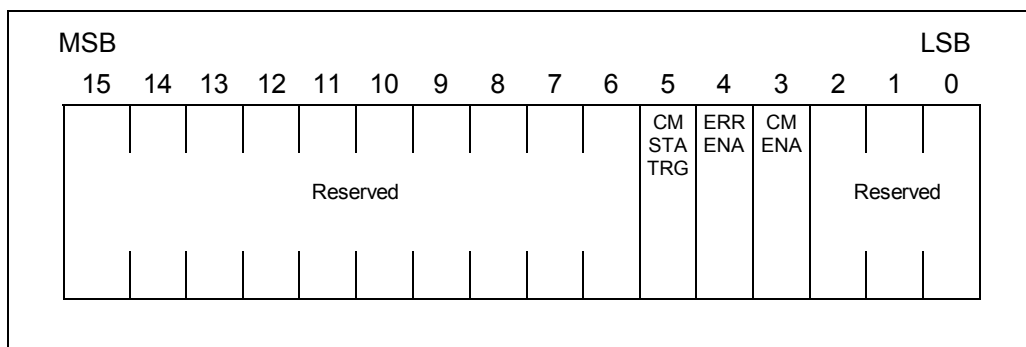 MSB LSB
15 14 13 12 11 10 9 8 7 6 5 4 3 2 1 0
CM ERR CM
STA ENA ENA
TRG
Reserved Reserved